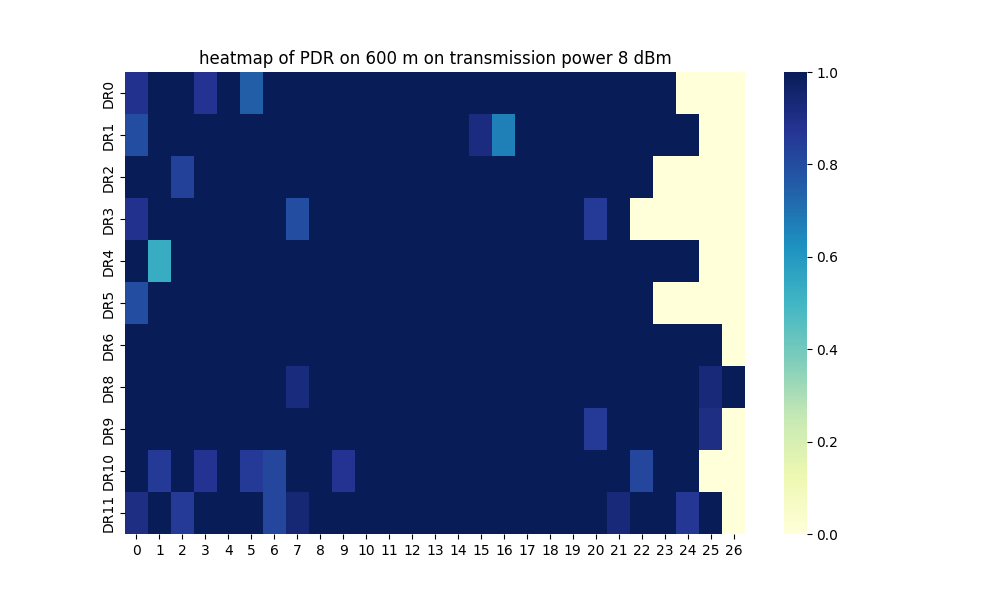 heatmap of PDR on 600 m on transmission power 8 dBm
DR0
DR1
DR2
DR3
DR4
DR5
DR6
DR8
DR9
DR10
DR11
0 1 2 3 4 5 6 7 8 9 10 11 12 13 14 15 16 17 18 19 20 21 22 23 24 25 26
1.0
0.8
0.6
0.4
0.2
0.0